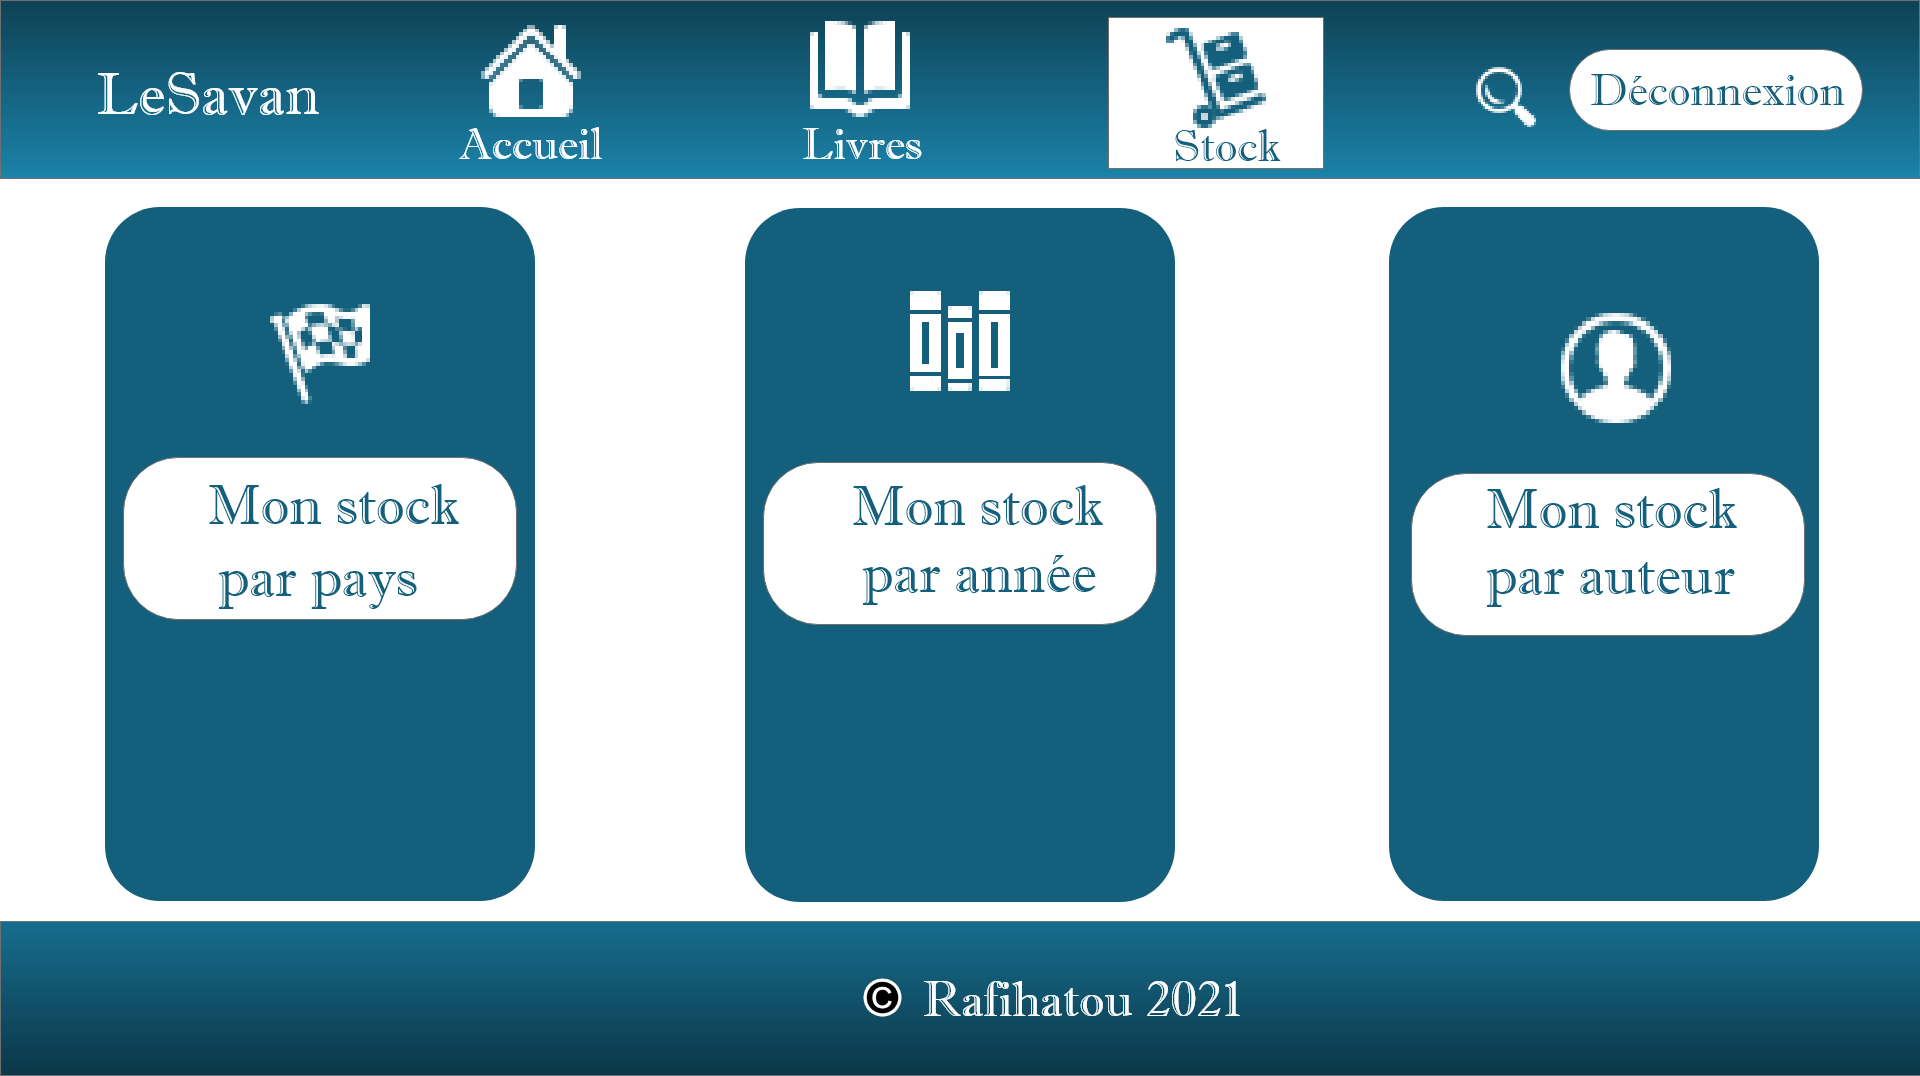 LeSavan
Accueil
Livres
Stock
Déconnexion
Mon stock
par pays
Mon stock
par année
Mon stock
par auteur
© Rafihatou 2021